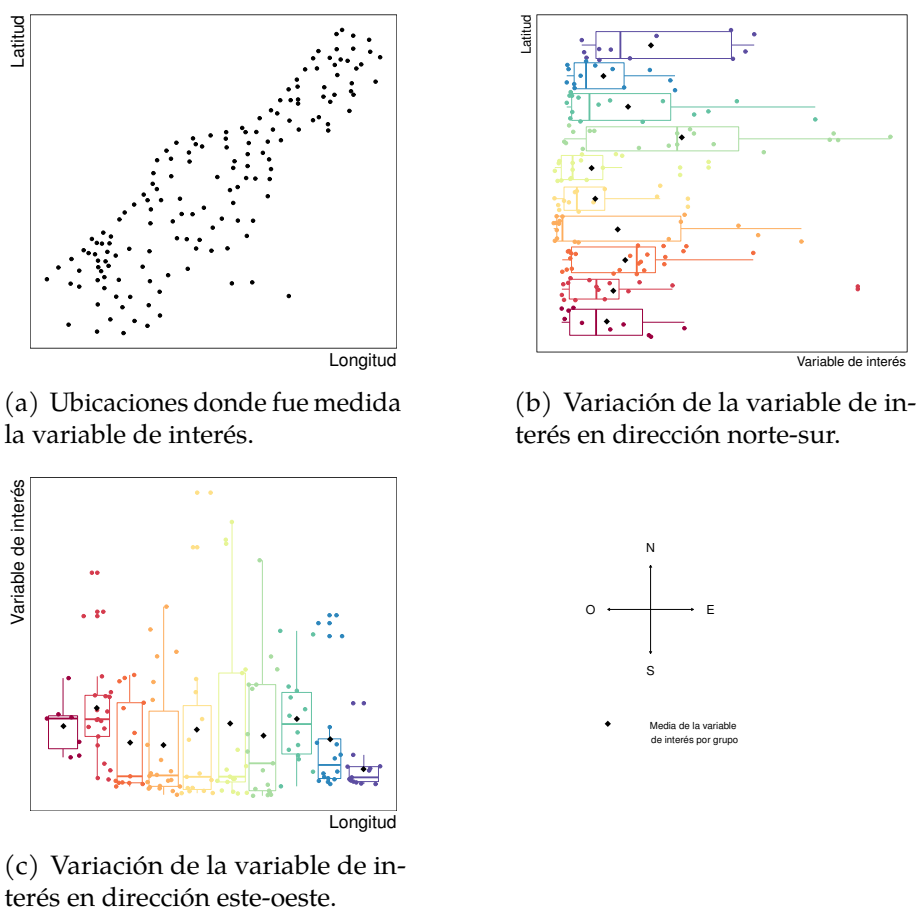 Latitud
Longitud
(a) Ubicaciones donde fue medida
la variable de interés.
Latitud
Variable de interés
(b) Variación de la variable de in-
terés en dirección norte-sur.
Variable de interés
Longitud
(c) Variación de la variable de in-
terés en dirección este-oeste.
N
O
E
S
Media de la variable
de interés por grupo